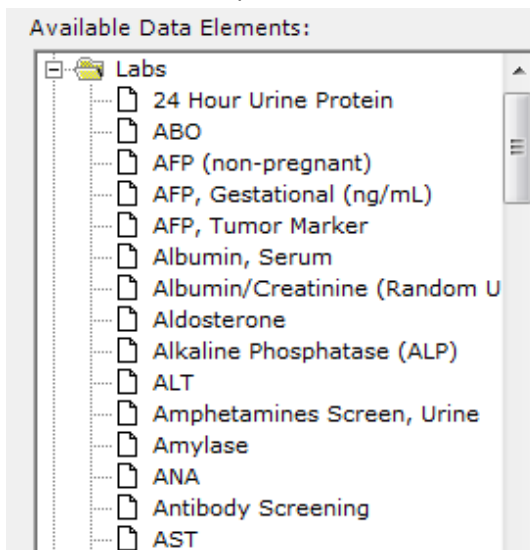 Available Data Elements:
Labs
24 Hour Urine Protein
ABO
AFP (non-pregnant)
AFP, Gestational (ng/mL)
AFP, Tumor Marker
Albumin, Serum
Albumin/Creatinine (Random U
Aldosterone
Alkaline Phosphatase (ALP)
ALT
Amphetamines Screen, Urine
Amylase
ANA
Antibody Screening
AST